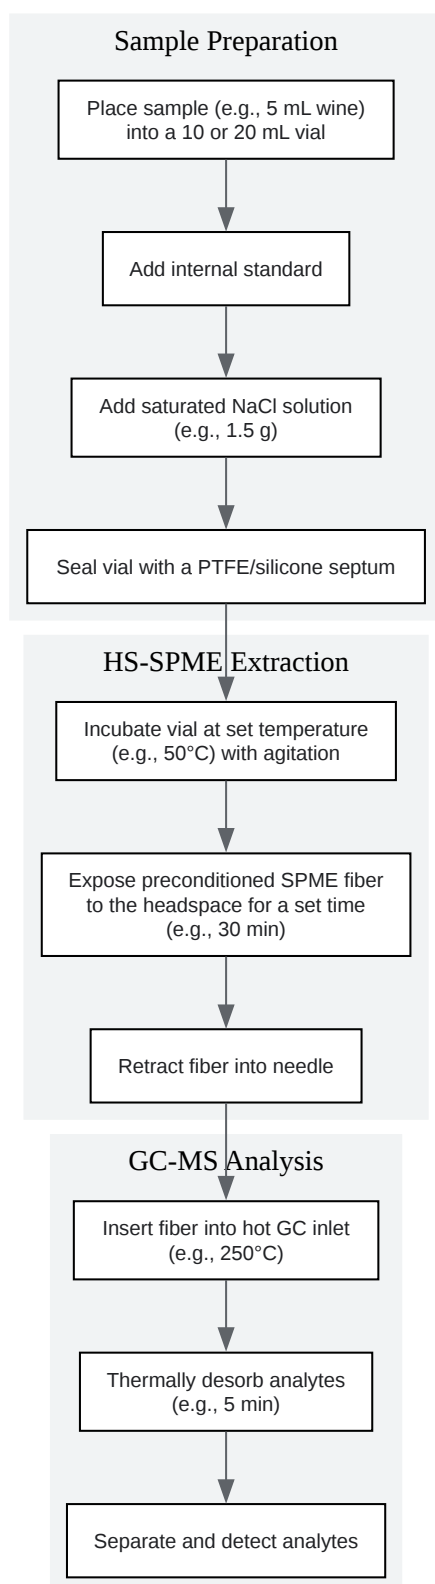 Sample Preparation
Place sample (e.g., 5 mL wine)
into a 10 or 20 mL vial
Add internal standard
Add saturated NaCl solution
(e.g., 1.5 g)
Seal vial with a PTFE/silicone septum
HS-SPME Extraction
Incubate vial at set temperature
(e.g., 50°C) with agitation
Expose preconditioned SPME fiber
to the headspace for a set time
(e.g., 30 min)
Retract fiber into needle
GC-MS Analysis
Insert fiber into hot GC inlet
(e.g., 250°C)
Thermally desorb analytes
(e.g., 5 min)
Separate and detect analytes